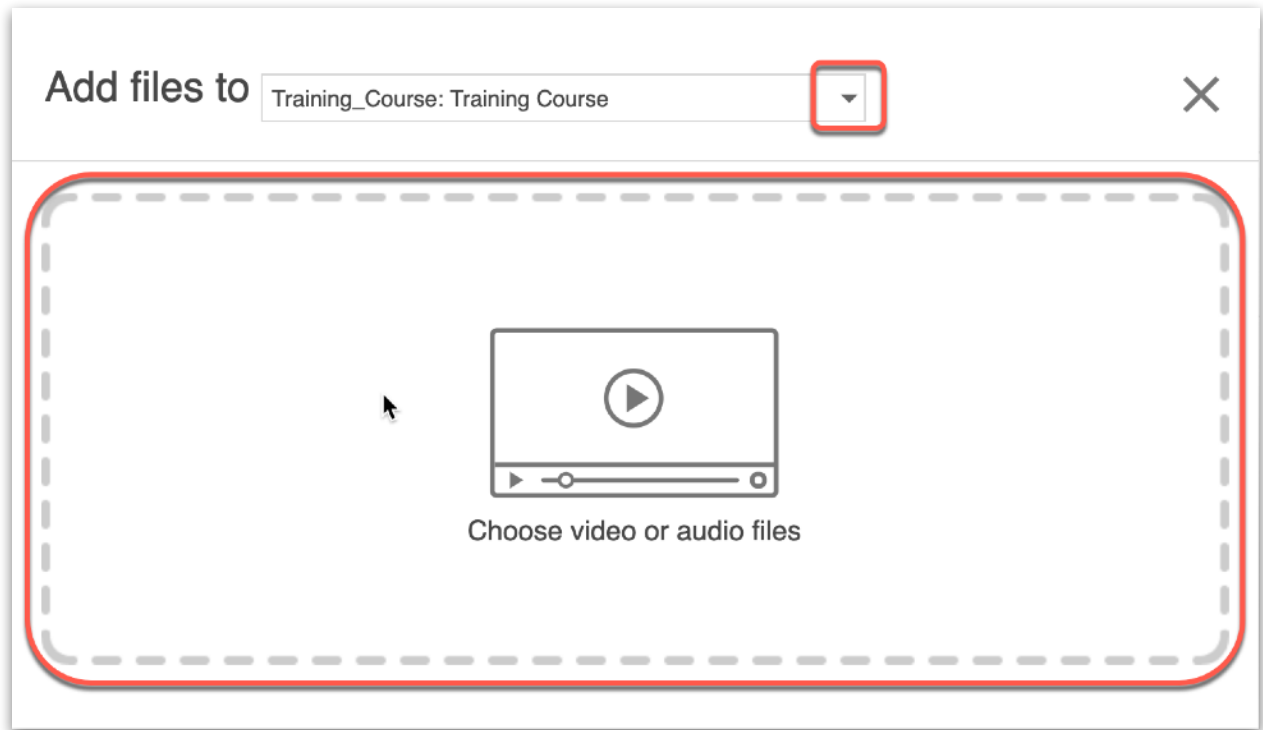 Add files to
Training_Course: Training Course
Choose video or audio files